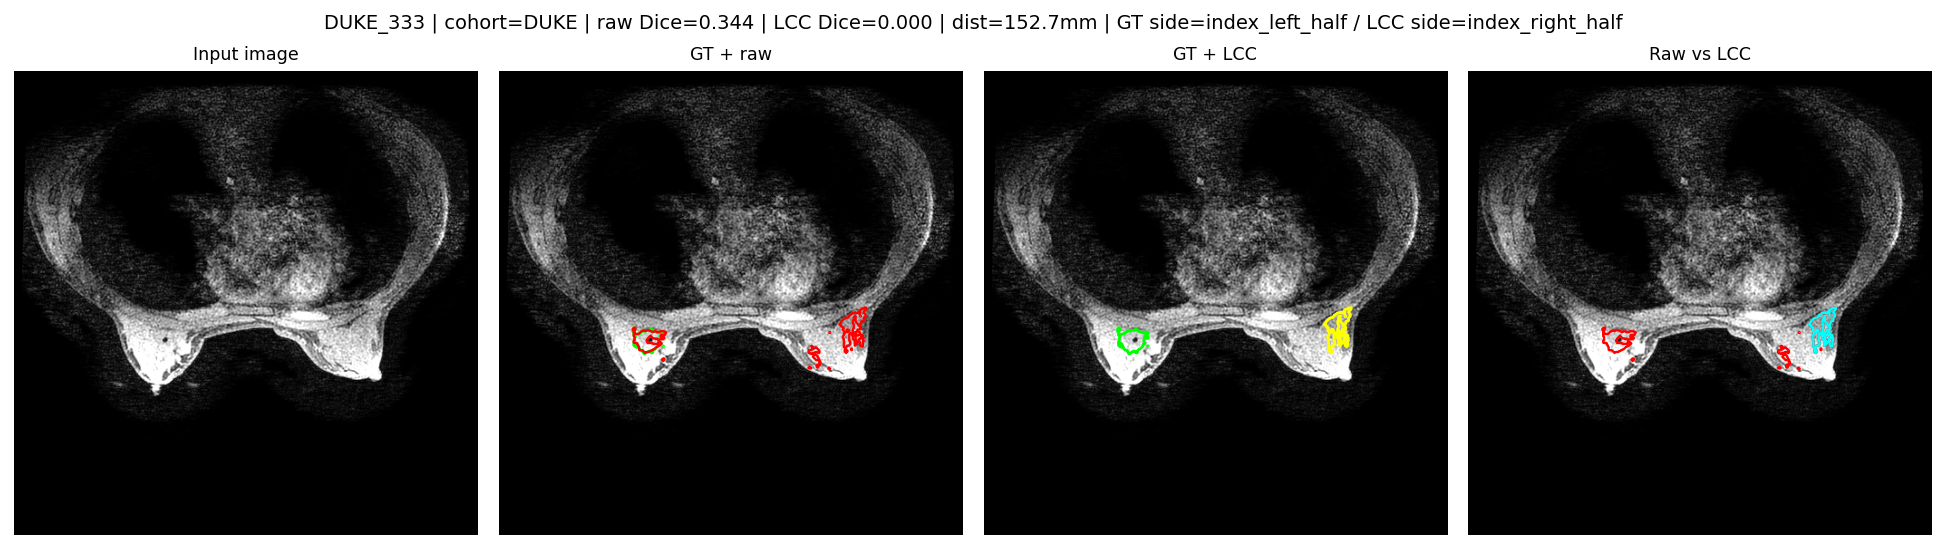 DUKE_333 | cohort=DUKE | raw Dice=0.344 | LCC Dice=0.000 | dist=152.7mm | GT side=index_left_half / LCC side=index_right_half
Input image
GT + raw
GT + LCC
Raw vs LCC